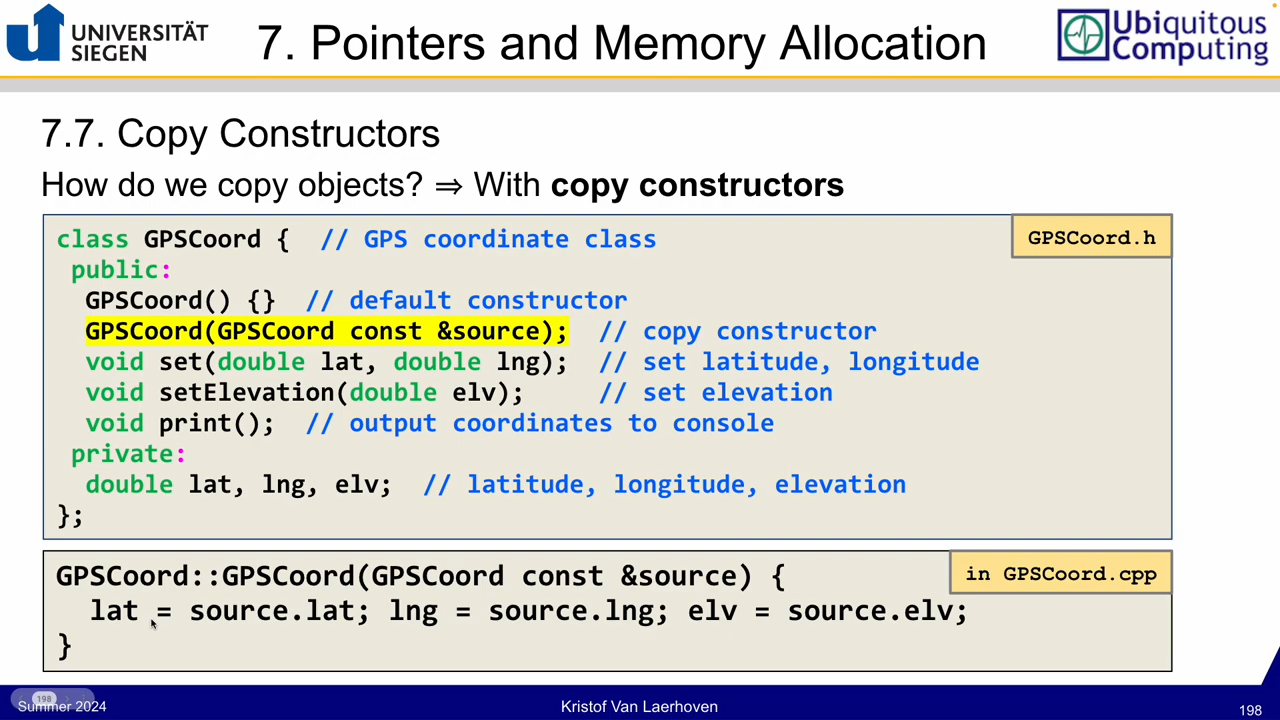 UNIVERSITÄT
SIEGEN
7. Pointers and Memory Allocation
Ubiquitous
Computing
7.7. Copy Constructors
How do we copy objects? ⇒ With copy constructors
GPSCoord.h
class GPSCoord {  // GPS coordinate class
 public:
  GPSCoord() {}  // default constructor
  GPSCoord(GPSCoord const &source);  // copy constructor
  void set(double lat, double lng);  // set latitude, longitude
  void setElevation(double elv);     // set elevation
  void print();  // output coordinates to console
 private:
  double lat, lng, elv;  // latitude, longitude, elevation
};
in GPSCoord.cpp
GPSCoord::GPSCoord(GPSCoord const &source) {
  lat = source.lat; lng = source.lng; elv = source.elv;
}
198
Summer 2024
Kristof Van Laerhoven
198